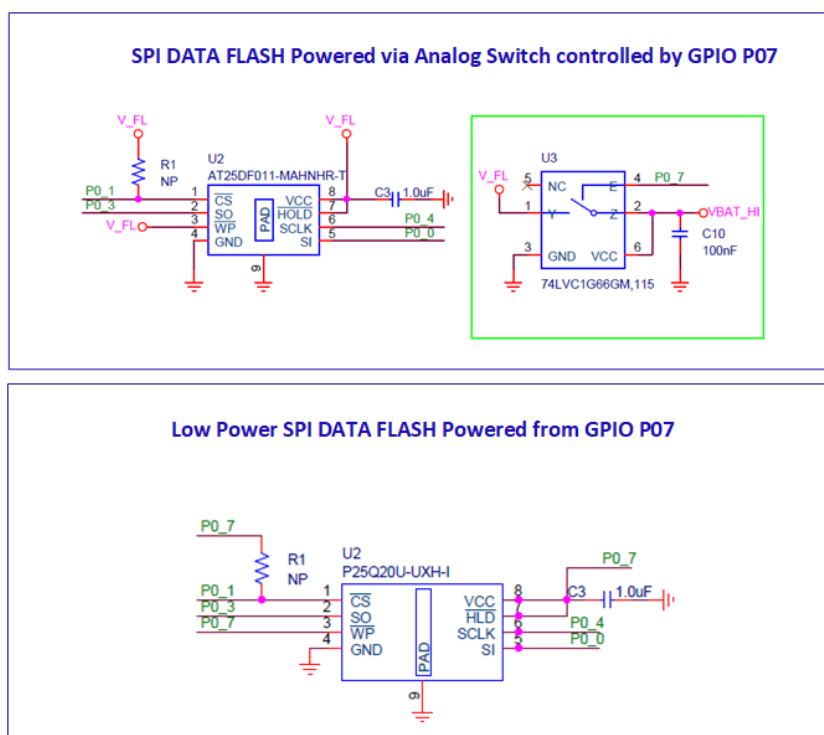 SPI DATA FLASH Powered via Analog Switch controlled by GPIO P07
V_FL
V_FL
R1
NP
U2
AT25DF011-MAHNHR-T
P0_1
P0_3
V_FL
1
2
3
4
CS
SO
WP
GND
PAD
VCC
HOLD
SCLK
SI
8
7
6
5
C3
1.0uF
P0_4
P0_0
9
U3
V_FL
5
NC
E
4
P0_7
1
Y
Z
2
VBAT_HI
3
GND
VCC
6
C10
100nF
74LVC1G66GM,115
Low Power SPI DATA FLASH Powered from GPIO P07
P0_7
R1
NP
U2
P25Q20U-UXH-I
P0_7
P0_1
P0_3
P0_7
1
2
3
4
CS
SO
WP
GND
PAD
VCC
HLD
SCLK
SI
8
7
6
5
C3
1.0uF
P0_4
P0_0
9